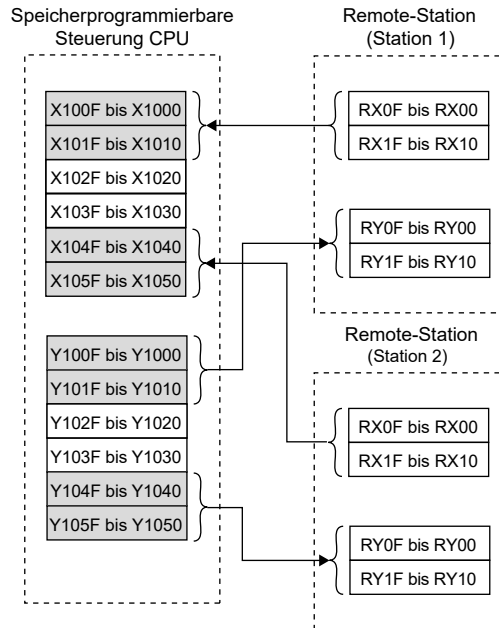 Speicherprogrammierbare
Steuerung CPU
X100F bis X1000
X101F bis X1010
X102F bis X1020
X103F bis X1030
X104F bis X1040
X105F bis X1050
Y100F bis Y1000
Y101F bis Y1010
Y102F bis Y1020
Y103F bis Y1030
Y104F bis Y1040
Y105F bis Y1050
Remote-Station
(Station 1)
RX0F bis RX00
RX1F bis RX10
RY0F bis RY00
RY1F bis RY10
Remote-Station
(Station 2)
RX0F bis RX00
RX1F bis RX10
RY0F bis RY00
RY1F bis RY10